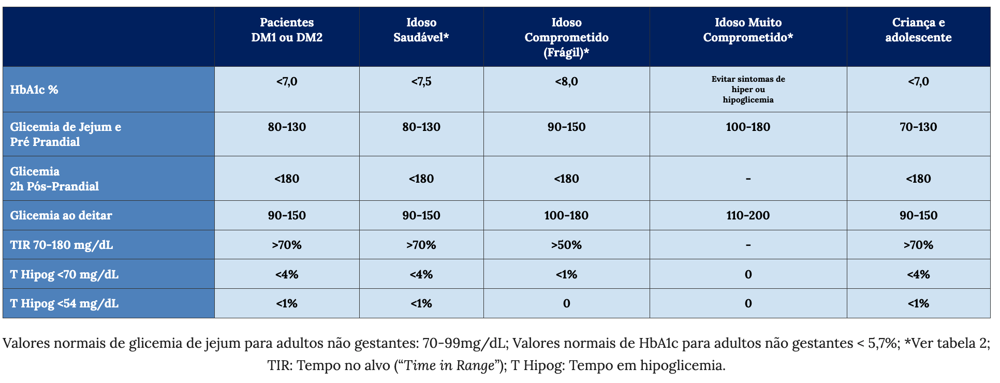 Pacientes DM1 ou DM2 | Idoso Saudável* | Idoso Comprometido (Frágil)* | Idoso Muito Comprometido* | Criança e adolescente
HbA1c % | <7,0 | <7,5 | <8,0 | Evitar sintomas de hiper ou hipoglicemia | <7,0
Glicemia de Jejum e Pré Prandial | 80-130 | 80-130 | 90-150 | 100-180 | 70-130
Glicemia 2h Pós-Prandial | <180 | <180 | <180 | - | <180
Glicemia ao deitar | 90-150 | 90-150 | 100-180 | 110-200 | 90-150
TIR 70-180 mg/dL | >70% | >70% | >50% | - | >70%
T Hipog <70 mg/dL | <4% | <4% | <1% | 0 | <4%
T Hipog <54 mg/dL | <1% | <1% | 0 | 0 | <1%
Valores normais de glicemia de jejum para adultos não gestantes: 70-99mg/dL; Valores normais de HbA1c para adultos não gestantes < 5,7%; *Ver tabela 2;
TIR: Tempo no alvo (“Time in Range”); T Hipog: Tempo em hipoglicemia.